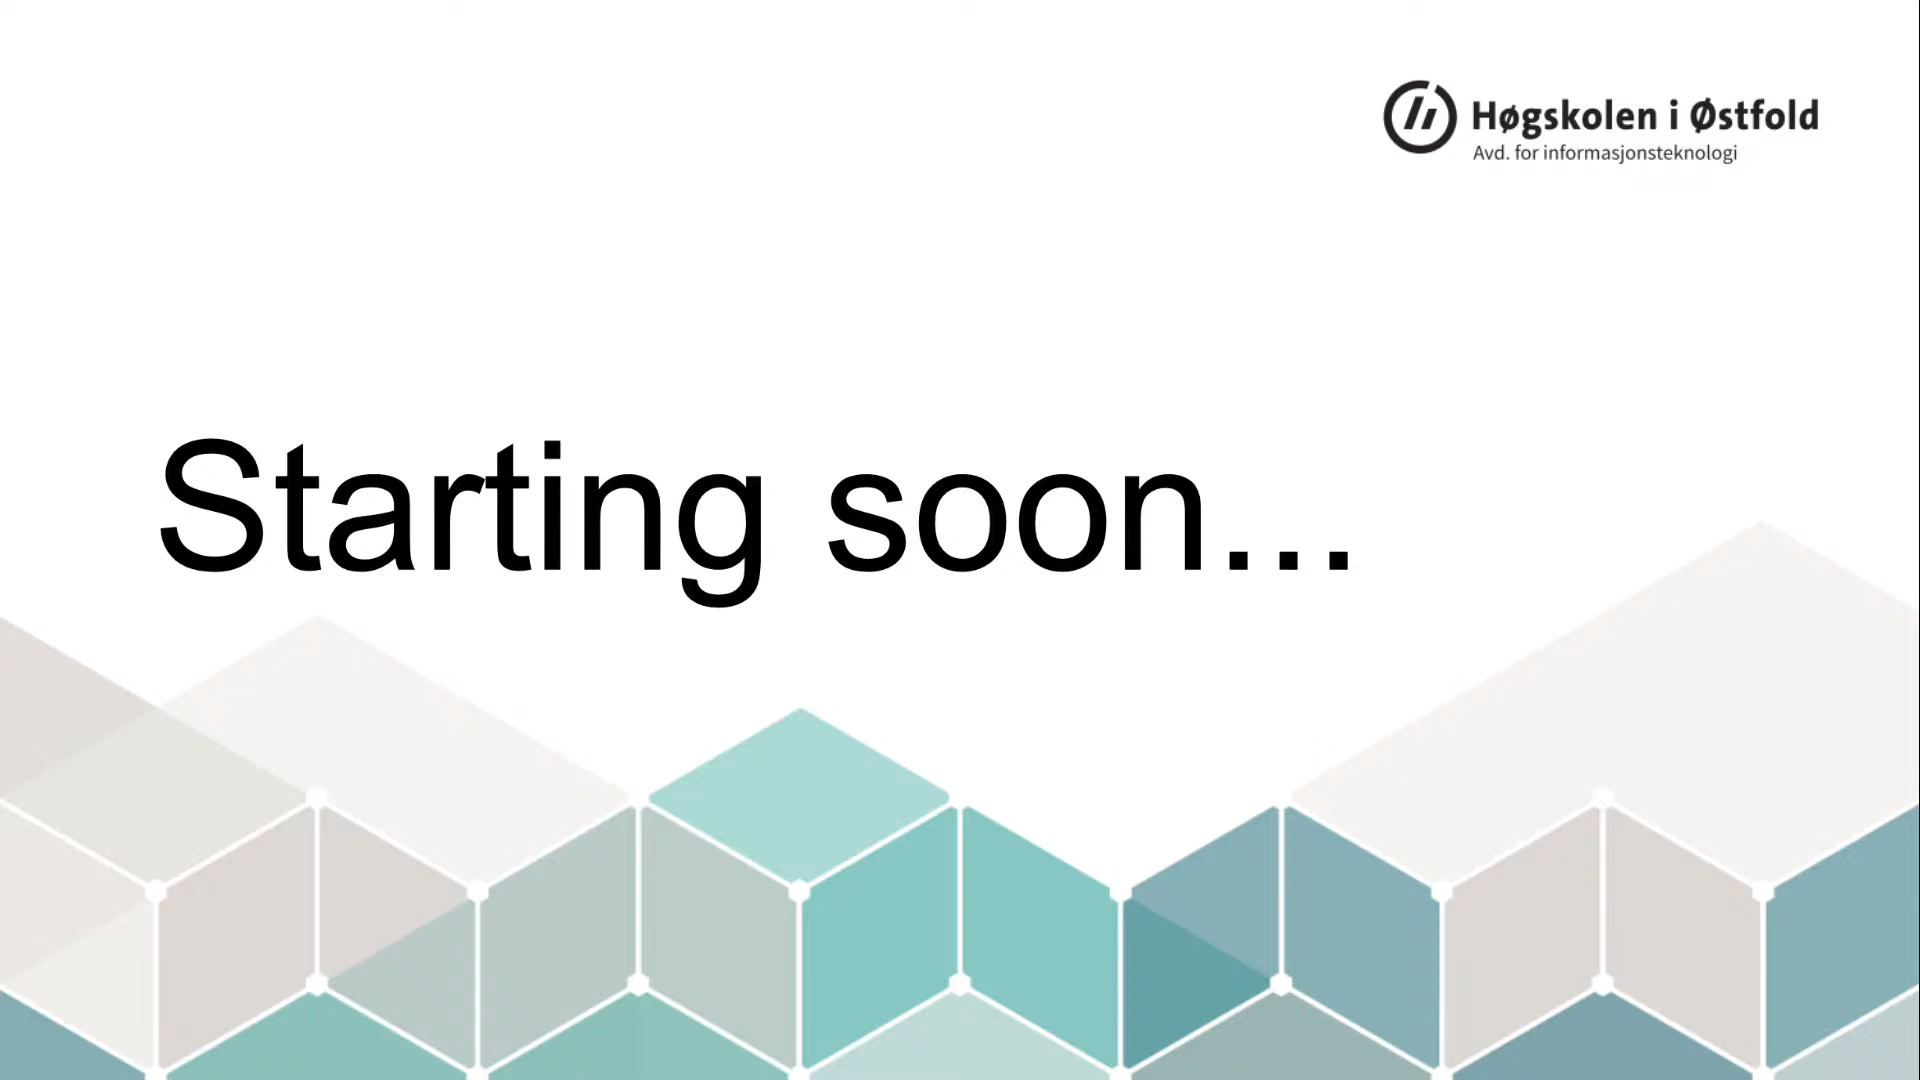 Høgskolen i Østfold
Avd. for informasjonsteknologi
Starting soon...